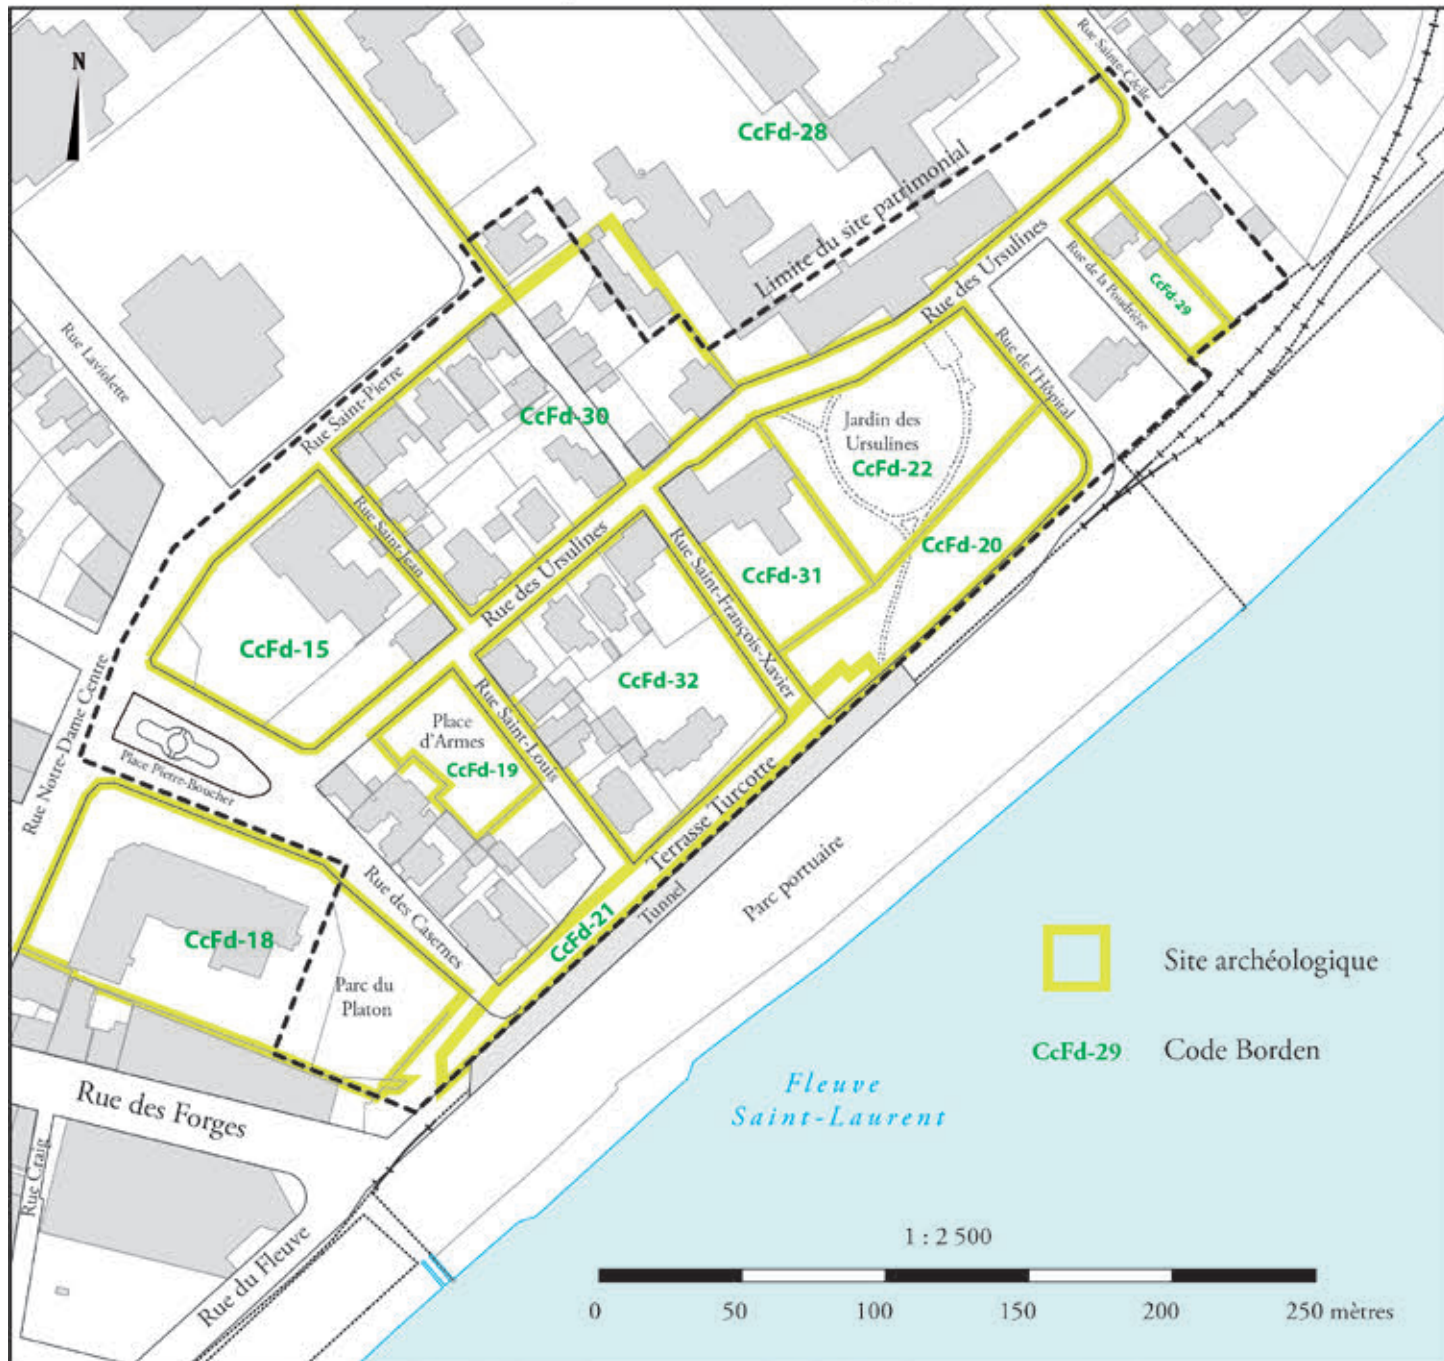 N
Rue Sainte-Cécile
CcFd-28
Limite du site patrimonial
Rue des Ursulines
Rue de la Poudrière
CcFd-29
Rue Laviolette
Rue Saint-Pierre
CcFd-30
Rue de l'Hôpital
Jardin des
Ursulines
CcFd-22
Rue Saint-Jean
Rue des Ursulines
CcFd-20
CcFd-31
Rue Saint-François-Xavier
CcFd-15
CcFd-32
Rue Notre-Dame Centre
Place
d'Armes
CcFd-19
Rue Saint-Louis
Place Pierre-Boucher
Terrasse Turcotte
Tunnel
Parc portuaire
Rue des Casernes
CcFd-21
CcFd-18
Parc du
Platon
Site archéologique
CcFd-29 Code Borden
Rue des Forges
Fleuve
Saint-Laurent
Rue Craig
Rue du Fleuve
1 : 2 500
0 50 100 150 200 250 mètres